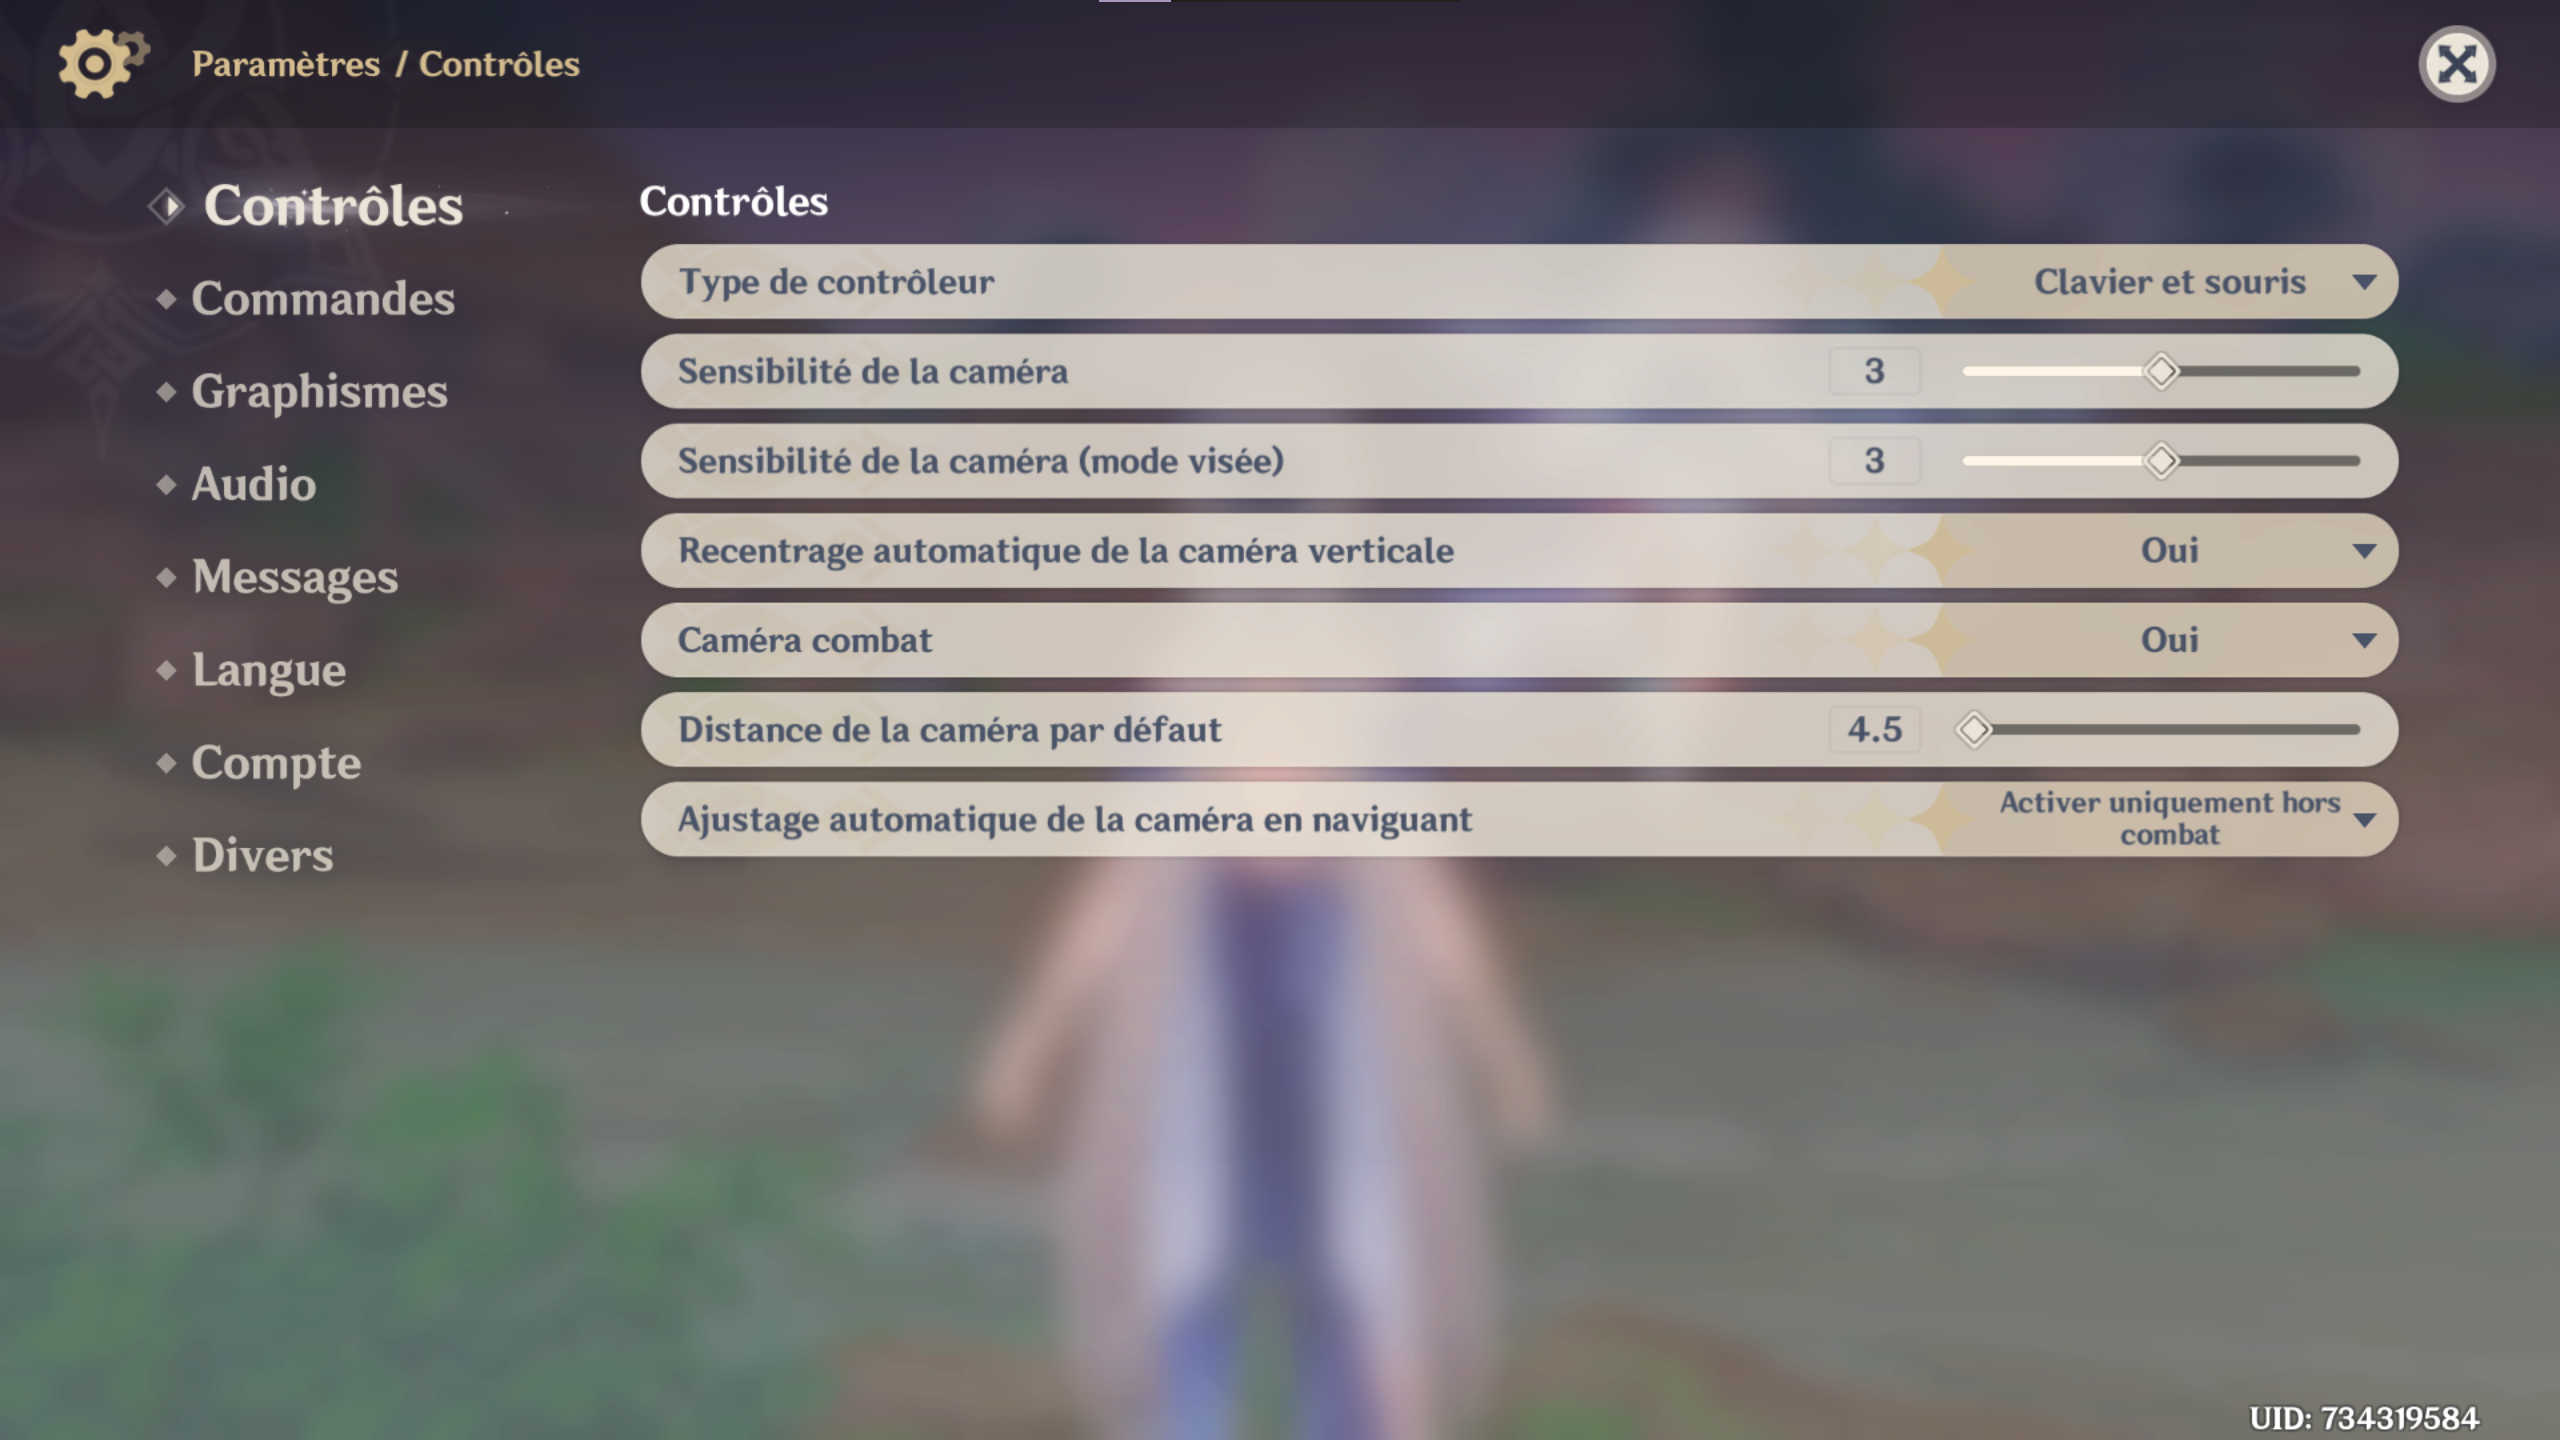 Paramètres / Contrôles
Contrôles
Commandes
Graphismes
Audio
Messages
Langue
Compte
Divers
Contrôles
Type de contrôleur Clavier et souris
Sensibilité de la caméra 3
Sensibilité de la caméra (mode visée) 3
Recentrage automatique de la caméra verticale Oui
Caméra combat Oui
Distance de la caméra par défaut 4.5
Ajustage automatique de la caméra en naviguant Activer uniquement hors
combat
UID: 734319584